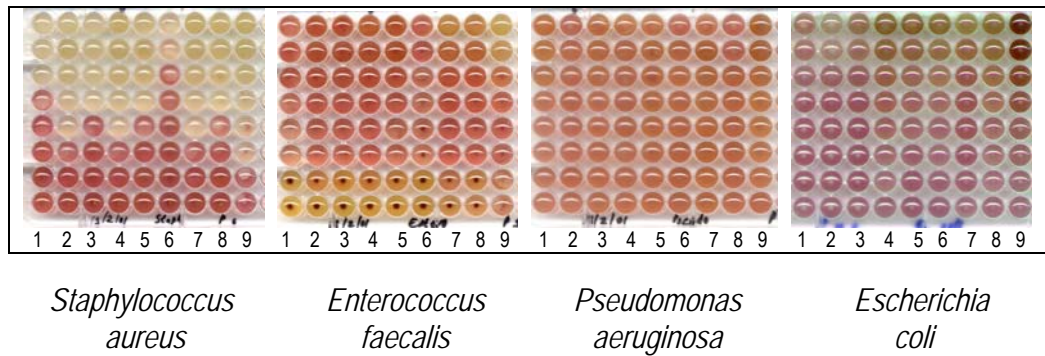 1 2 3 4 5 6 7 8 9
1 2 3 4 5 6 7 8 9
1 2 3 4 5 6 7 8 9
1 2 3 4 5 6 7 8 9
Staphylococcus
aureus
Enterococcus
faecalis
Pseudomonas
aeruginosa
Escherichia
coli